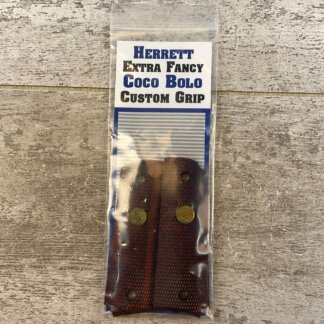 Herrett
Extra Fancy
Coco Bolo
Custom Grip